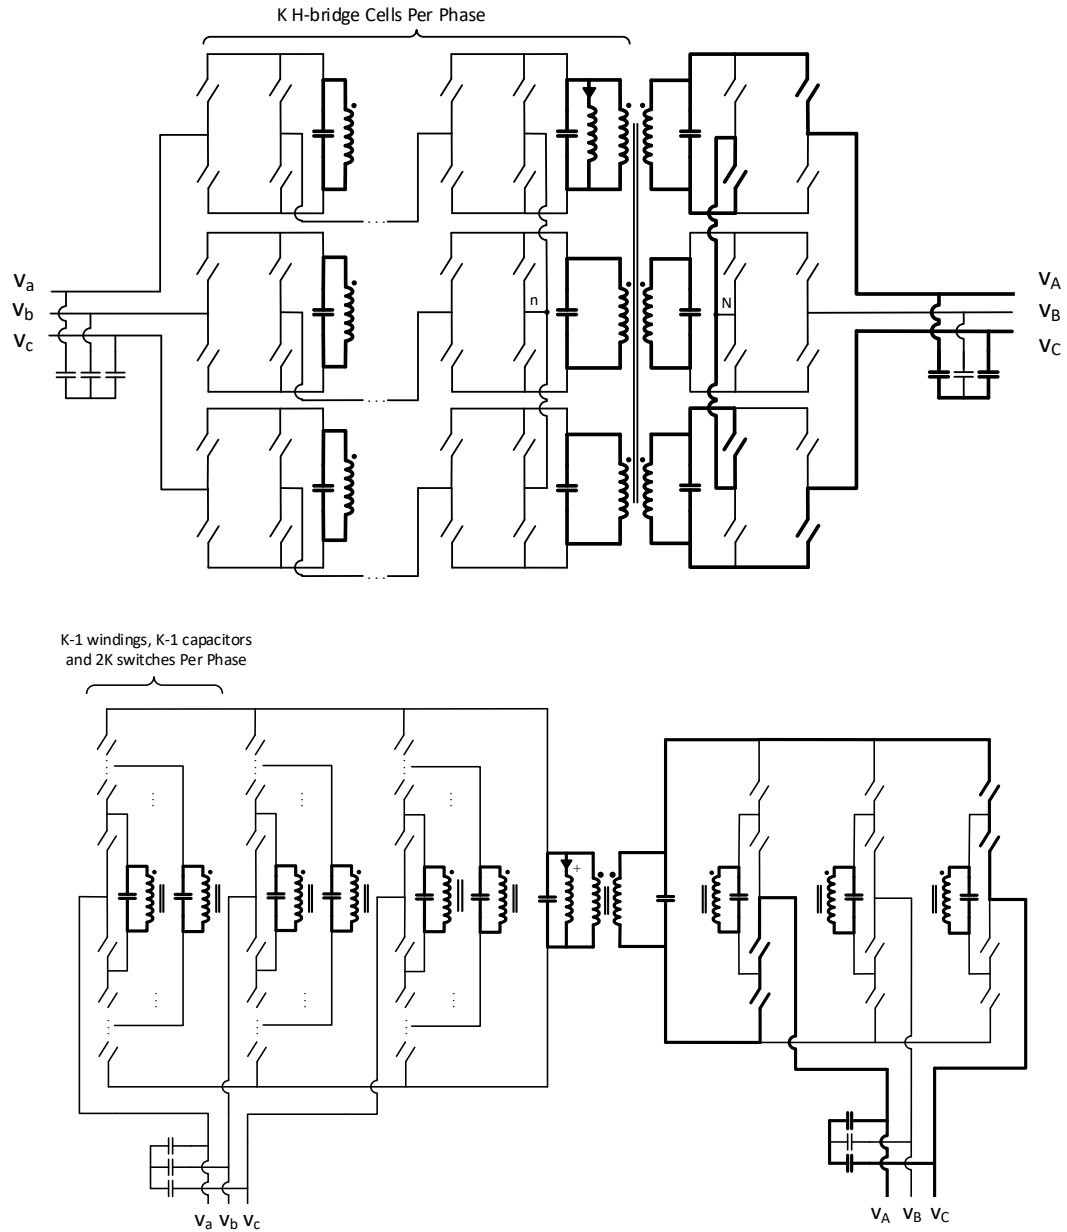 K H-bridge Cells Per Phase
va
vb
vc
n
N
vA
vB
vC
K-1 windings, K-1 capacitors
and 2K switches Per Phase
+
va vb vc
vA vB vC